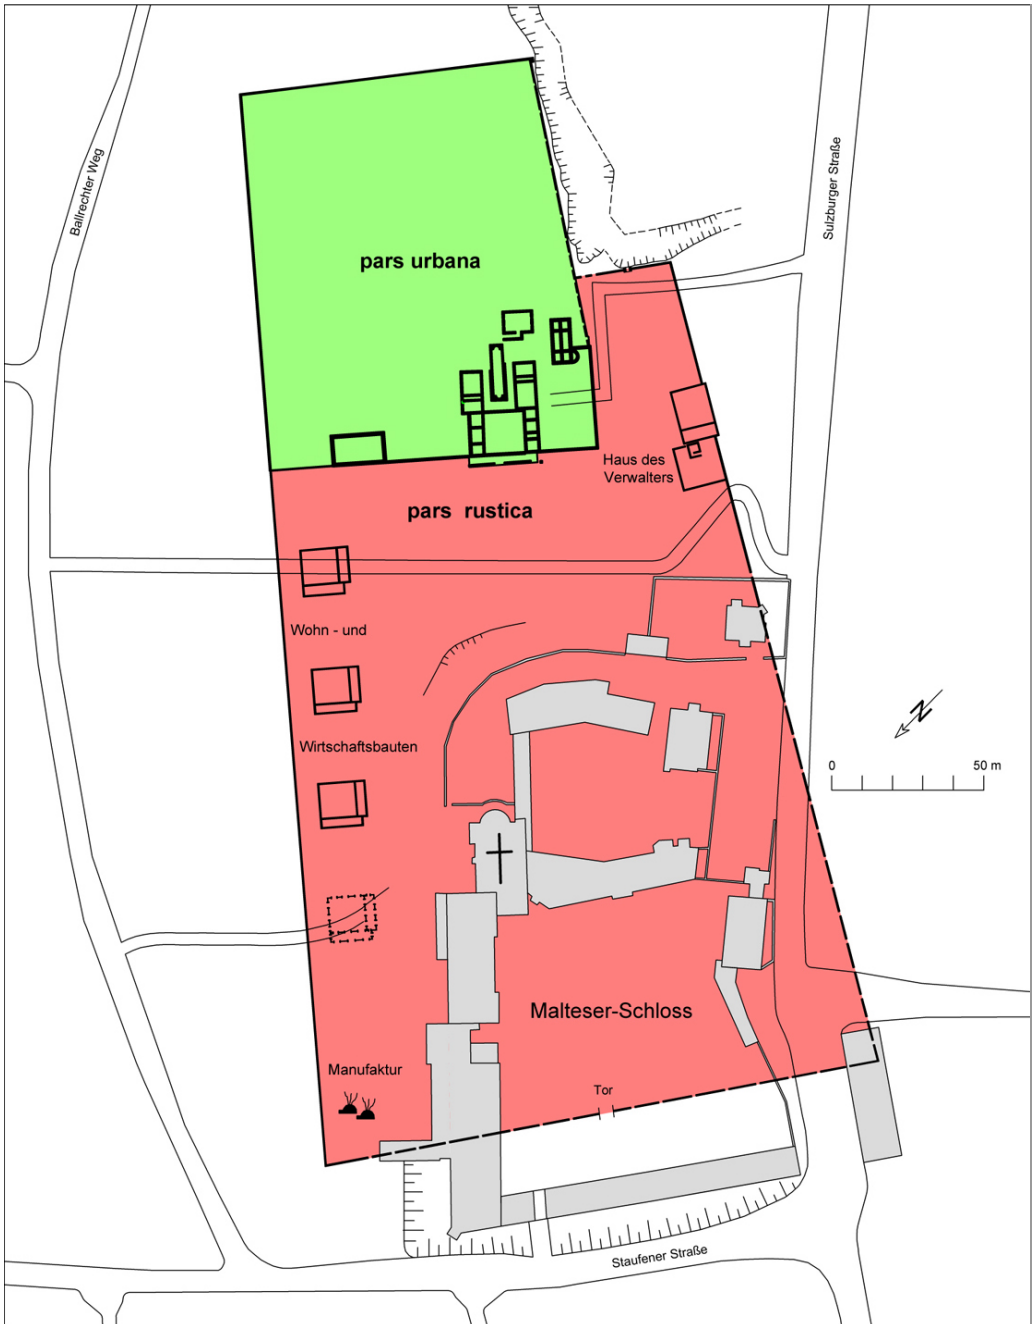 Ballrechter Weg
Sulzburger Straße
pars urbana
Haus des
Verwalters
pars rustica
Wohn - und
Wirtschaftsbauten
N
0 50 m
Malteser-Schloss
Manufaktur
Tor
Staufener Straße